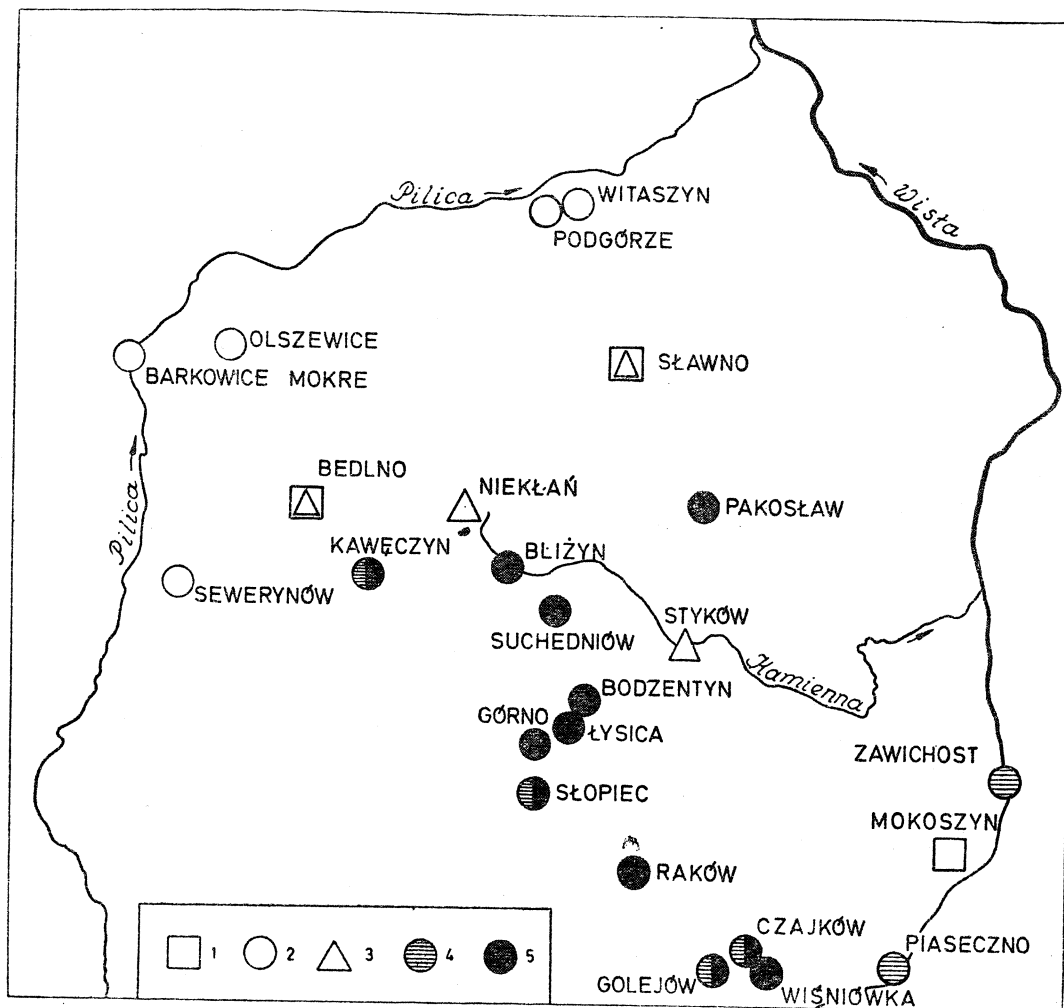 Pilica
WITASZYN
PODGÓRZE
Wisła
OLSZEWICE
BARKOWICE MOKRE
SŁAWNO
BEDLNO
NIEKŁAŃ
PAKOSŁAW
Pilica
KAWĘCZYN
BLIŻYN
SEWERYNÓW
SUCHEDNIÓW
STYKÓW
Kamienna
BODZENTYN
GÓRNO
ŁYSICA
ZAWICHOST
SŁOPIEC
MOKOSZYN
RAKÓW
CZAJKÓW
PIASECZNO
GOLEJÓW
WIŚNIÓWKA
1 2 3 4 5